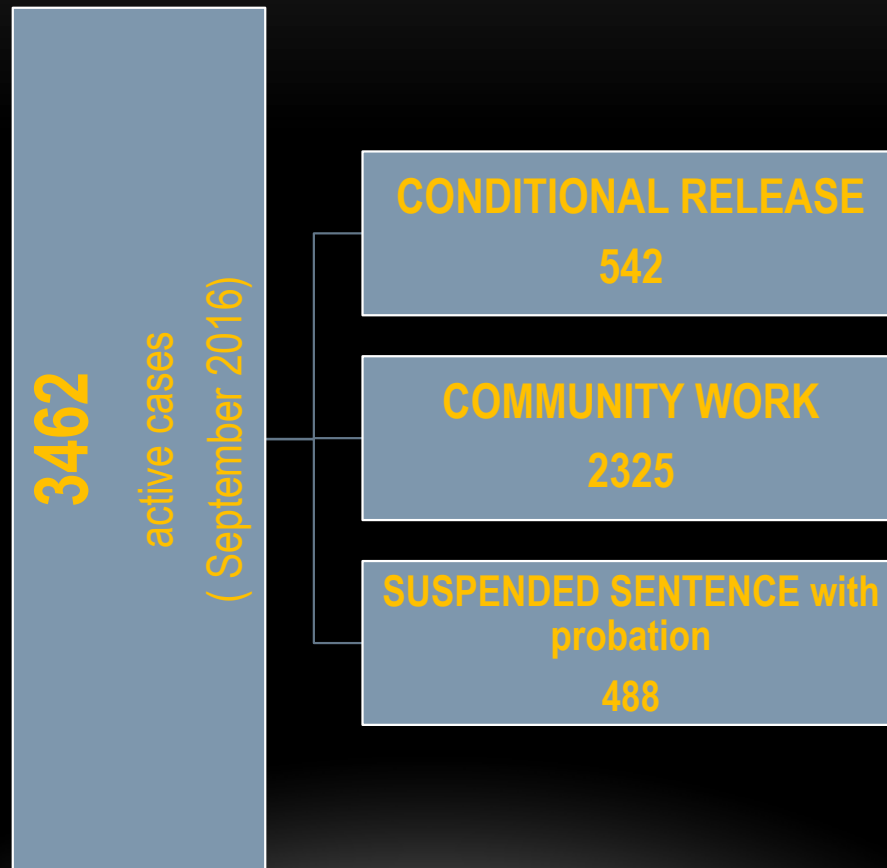 3462
active cases
( September 2016)
CONDITIONAL RELEASE
542
COMMUNITY WORK
2325
SUSPENDED SENTENCE with
probation
488